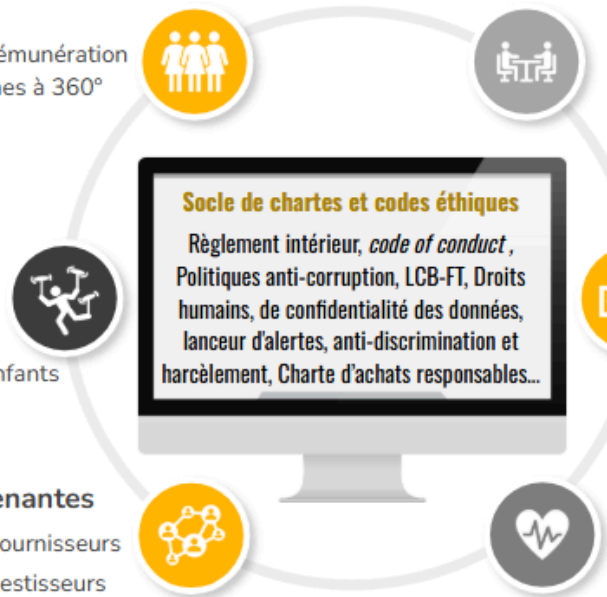 émunération
es à 360°
Socle de chartes et codes éthiques
Règlement intérieur, code of conduct ,
Politiques anti-corruption, LCB-FT, Droits
humains, de confidentialité des données,
lanceur d'alertes, anti-discrimination et
harcèlement, Charte d'achats responsables...
nfants
enantes
ournisseurs
estisseurs